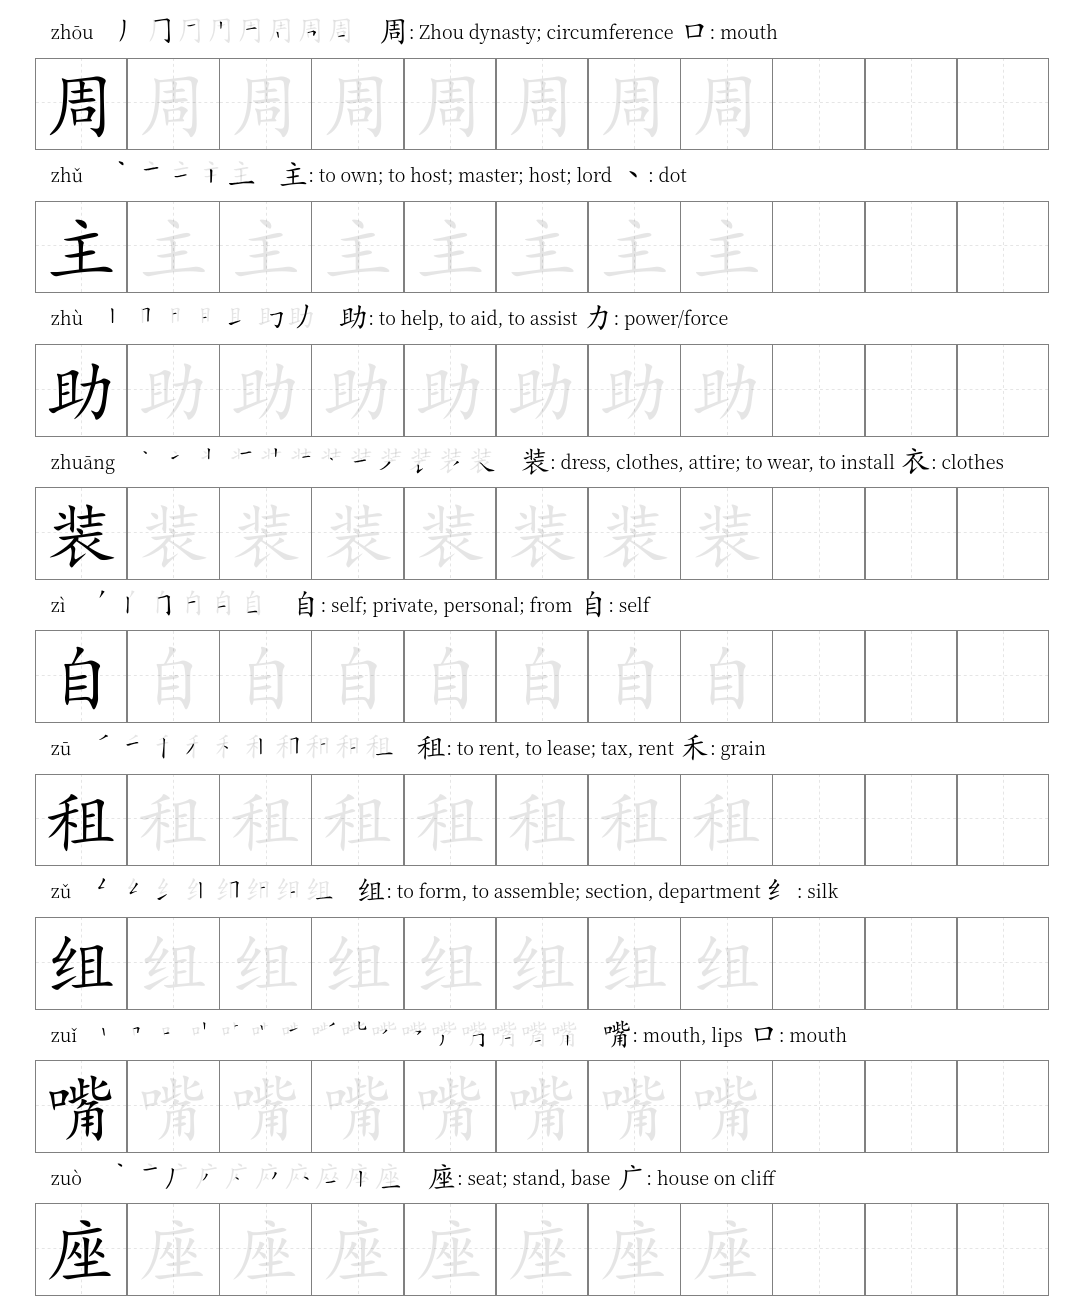 zhōu 周: Zhou dynasty; circumference 口: mouth
周 周 周 周 周 周 周 周
zhǔ 主: to own; to host; master; host; lord 丶: dot
主 主 主 主 主 主 主 主
zhù 助: to help, to aid, to assist 力: power/force
助 助 助 助 助 助 助 助
zhuāng 装: dress, clothes, attire; to wear, to install 衣: clothes
装 装 装 装 装 装 装 装
zì 自: self; private, personal; from 自: self
自 自 自 自 自 自 自 自
zū 租: to rent, to lease; tax, rent 禾: grain
租 租 租 租 租 租 租 租
zǔ 组: to form, to assemble; section, department 纟: silk
组 组 组 组 组 组 组 组
zuǐ 嘴: mouth, lips 口: mouth
嘴 嘴 嘴 嘴 嘴 嘴 嘴 嘴
zuò 座: seat; stand, base 广: house on cliff
座 座 座 座 座 座 座 座